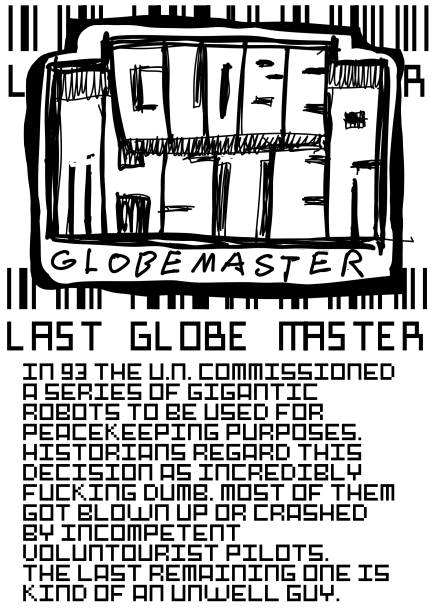 GLOBEMASTER
LAST GLOBE MASTER
IN 93 THE U.N. COMMISSIONED
A SERIES OF GIGANTIC
ROBOTS TO BE USED FOR
PEACEKEEPING PURPOSES.
HISTORIANS REGARD THIS
DECISION AS INCREDIBLY
FUCKING DUMB. MOST OF THEM
GOT BLOWN UP OR CRASHED
BY INCOMPETENT
VOLUNTOURIST PILOTS.
THE LAST REMAINING ONE IS
KIND OF AN UNWELL GUY.